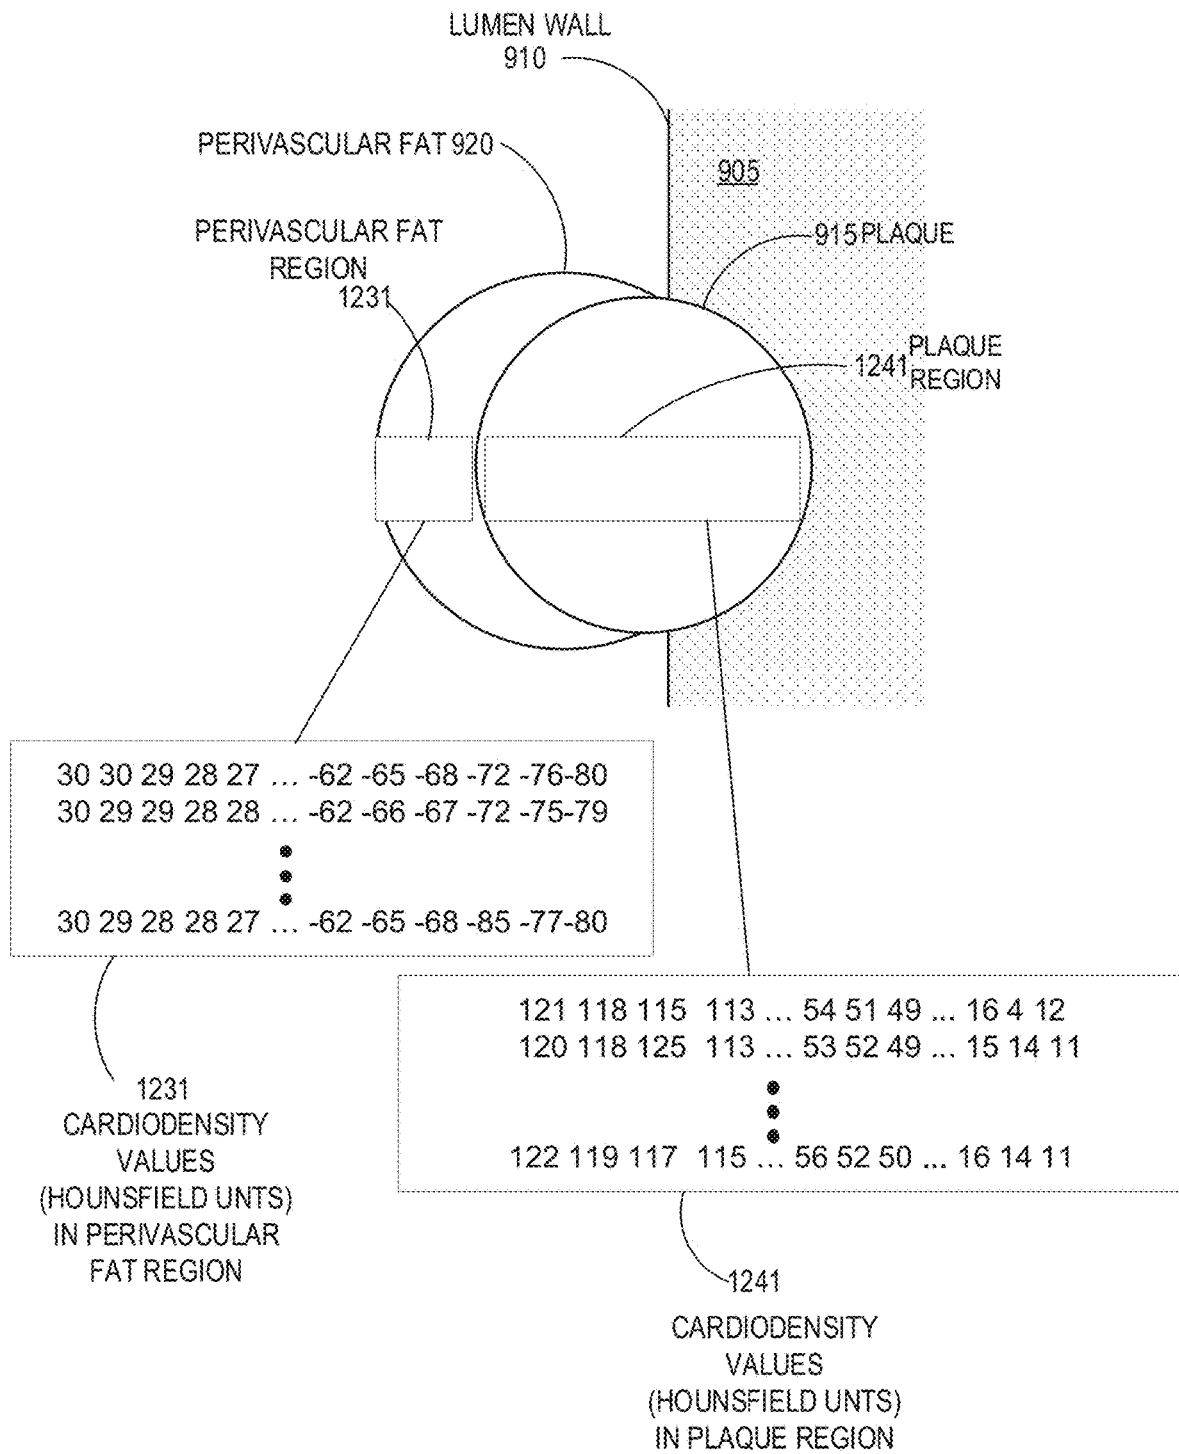 LUMEN WALL
910
PERIVASCULAR FAT 920
905
PERIVASCULAR FAT
REGION
1231
915 PLAQUE
1241 PLAQUE
REGION
30 30 29 28 27 ... -62 -65 -68 -72 -76-80
30 29 29 28 28 ... -62 -66 -67 -72 -75-79
30 29 28 28 27 ... -62 -65 -68 -85 -77-80
121 118 115 113 ... 54 51 49 ... 16 4 12
120 118 125 113 ... 53 52 49 ... 15 14 11
122 119 117 115 ... 56 52 50 ... 16 14 11
1231
CARDIODENSITY
VALUES
(HOUNSFIELD UNTS)
IN PERIVASCULAR
FAT REGION
1241
CARDIODENSITY
VALUES
(HOUNSFIELD UNTS)
IN PLAQUE REGION